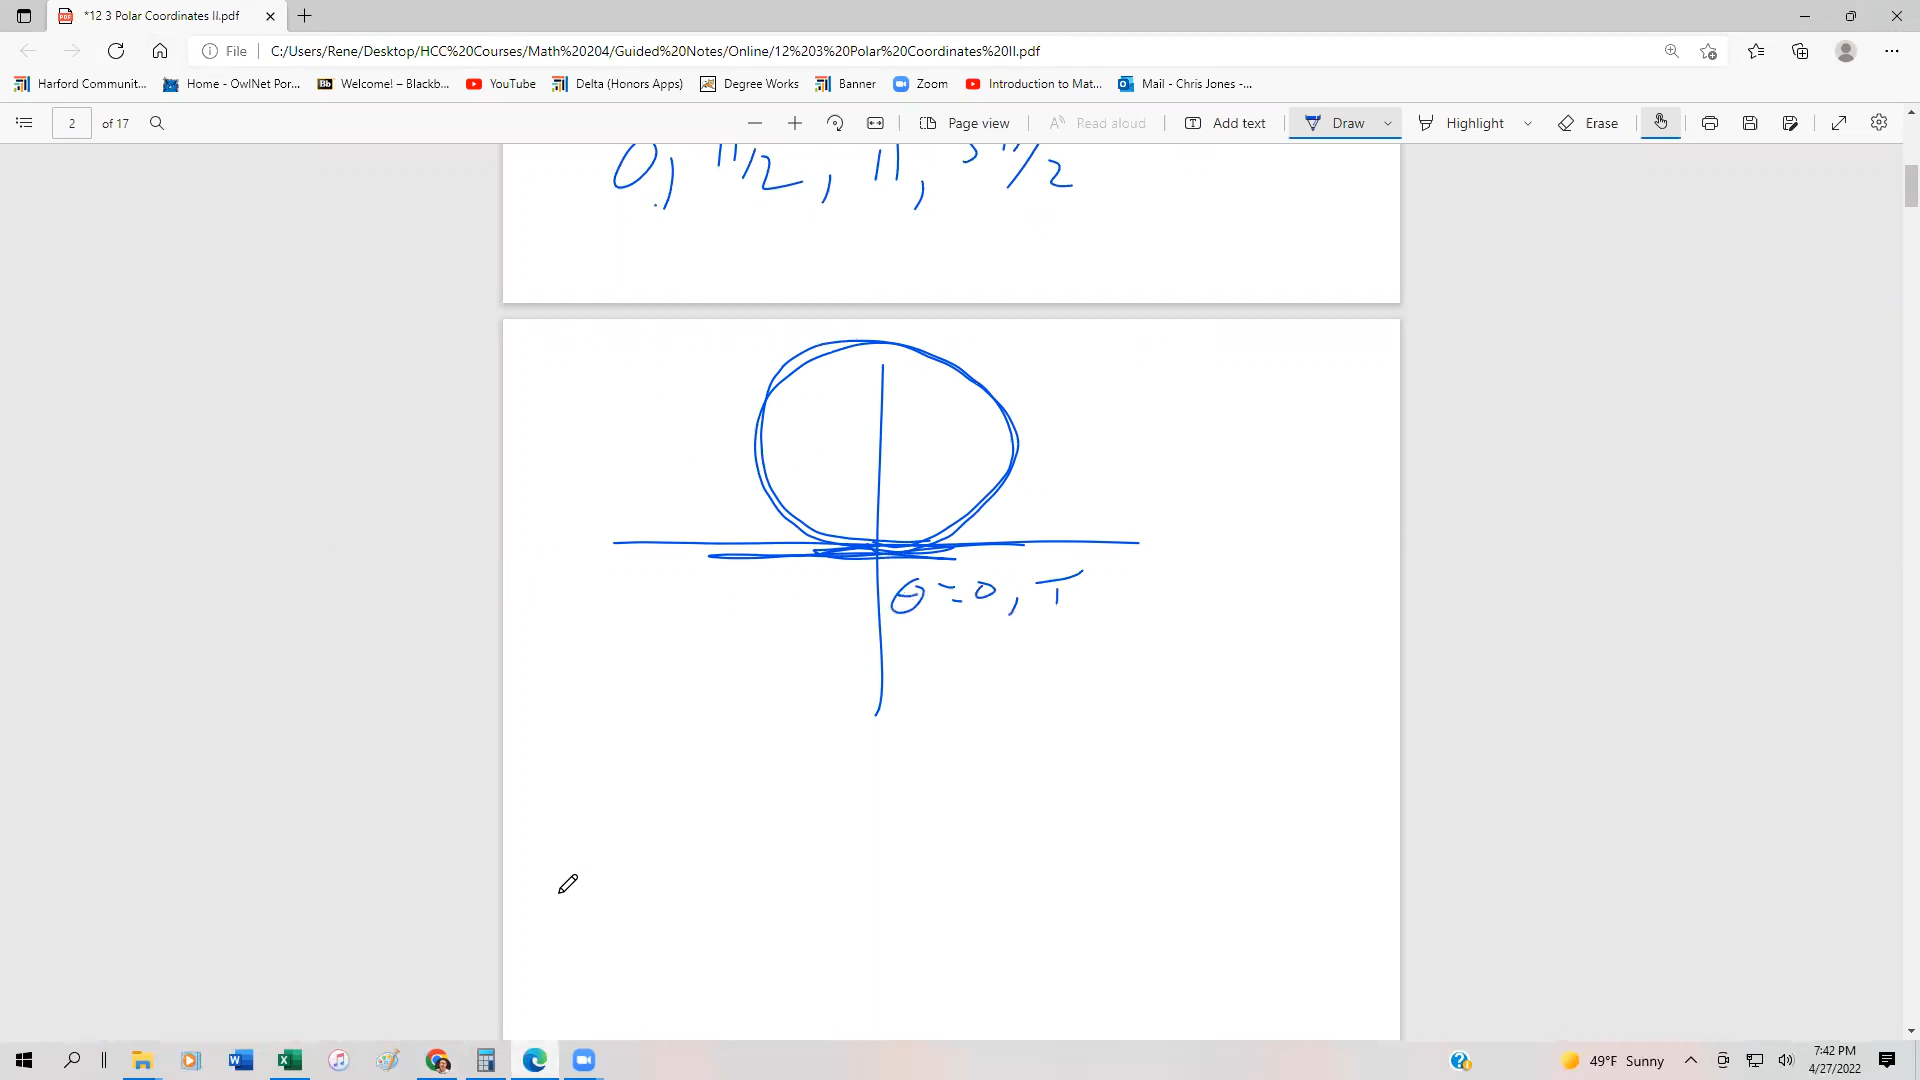 *12 3 Polar Coordinates II.pdf
File C:/Users/Rene/Desktop/HCC%20Courses/Math%20204/Guided%20Notes/Online/12%203%20Polar%20Coordinates%20II.pdf
Harford Communit... Home - OwlNet Por... Bb Welcome! – Blackb... YouTube Delta (Honors Apps) Degree Works Banner Zoom Introduction to Mat... Mail - Chris Jones -...
2 of 17 Page view Read aloud Add text Draw Highlight Erase
0, π/2, π, 3π/2
θ = 0, π
49°F Sunny 7:42 PM
4/27/2022